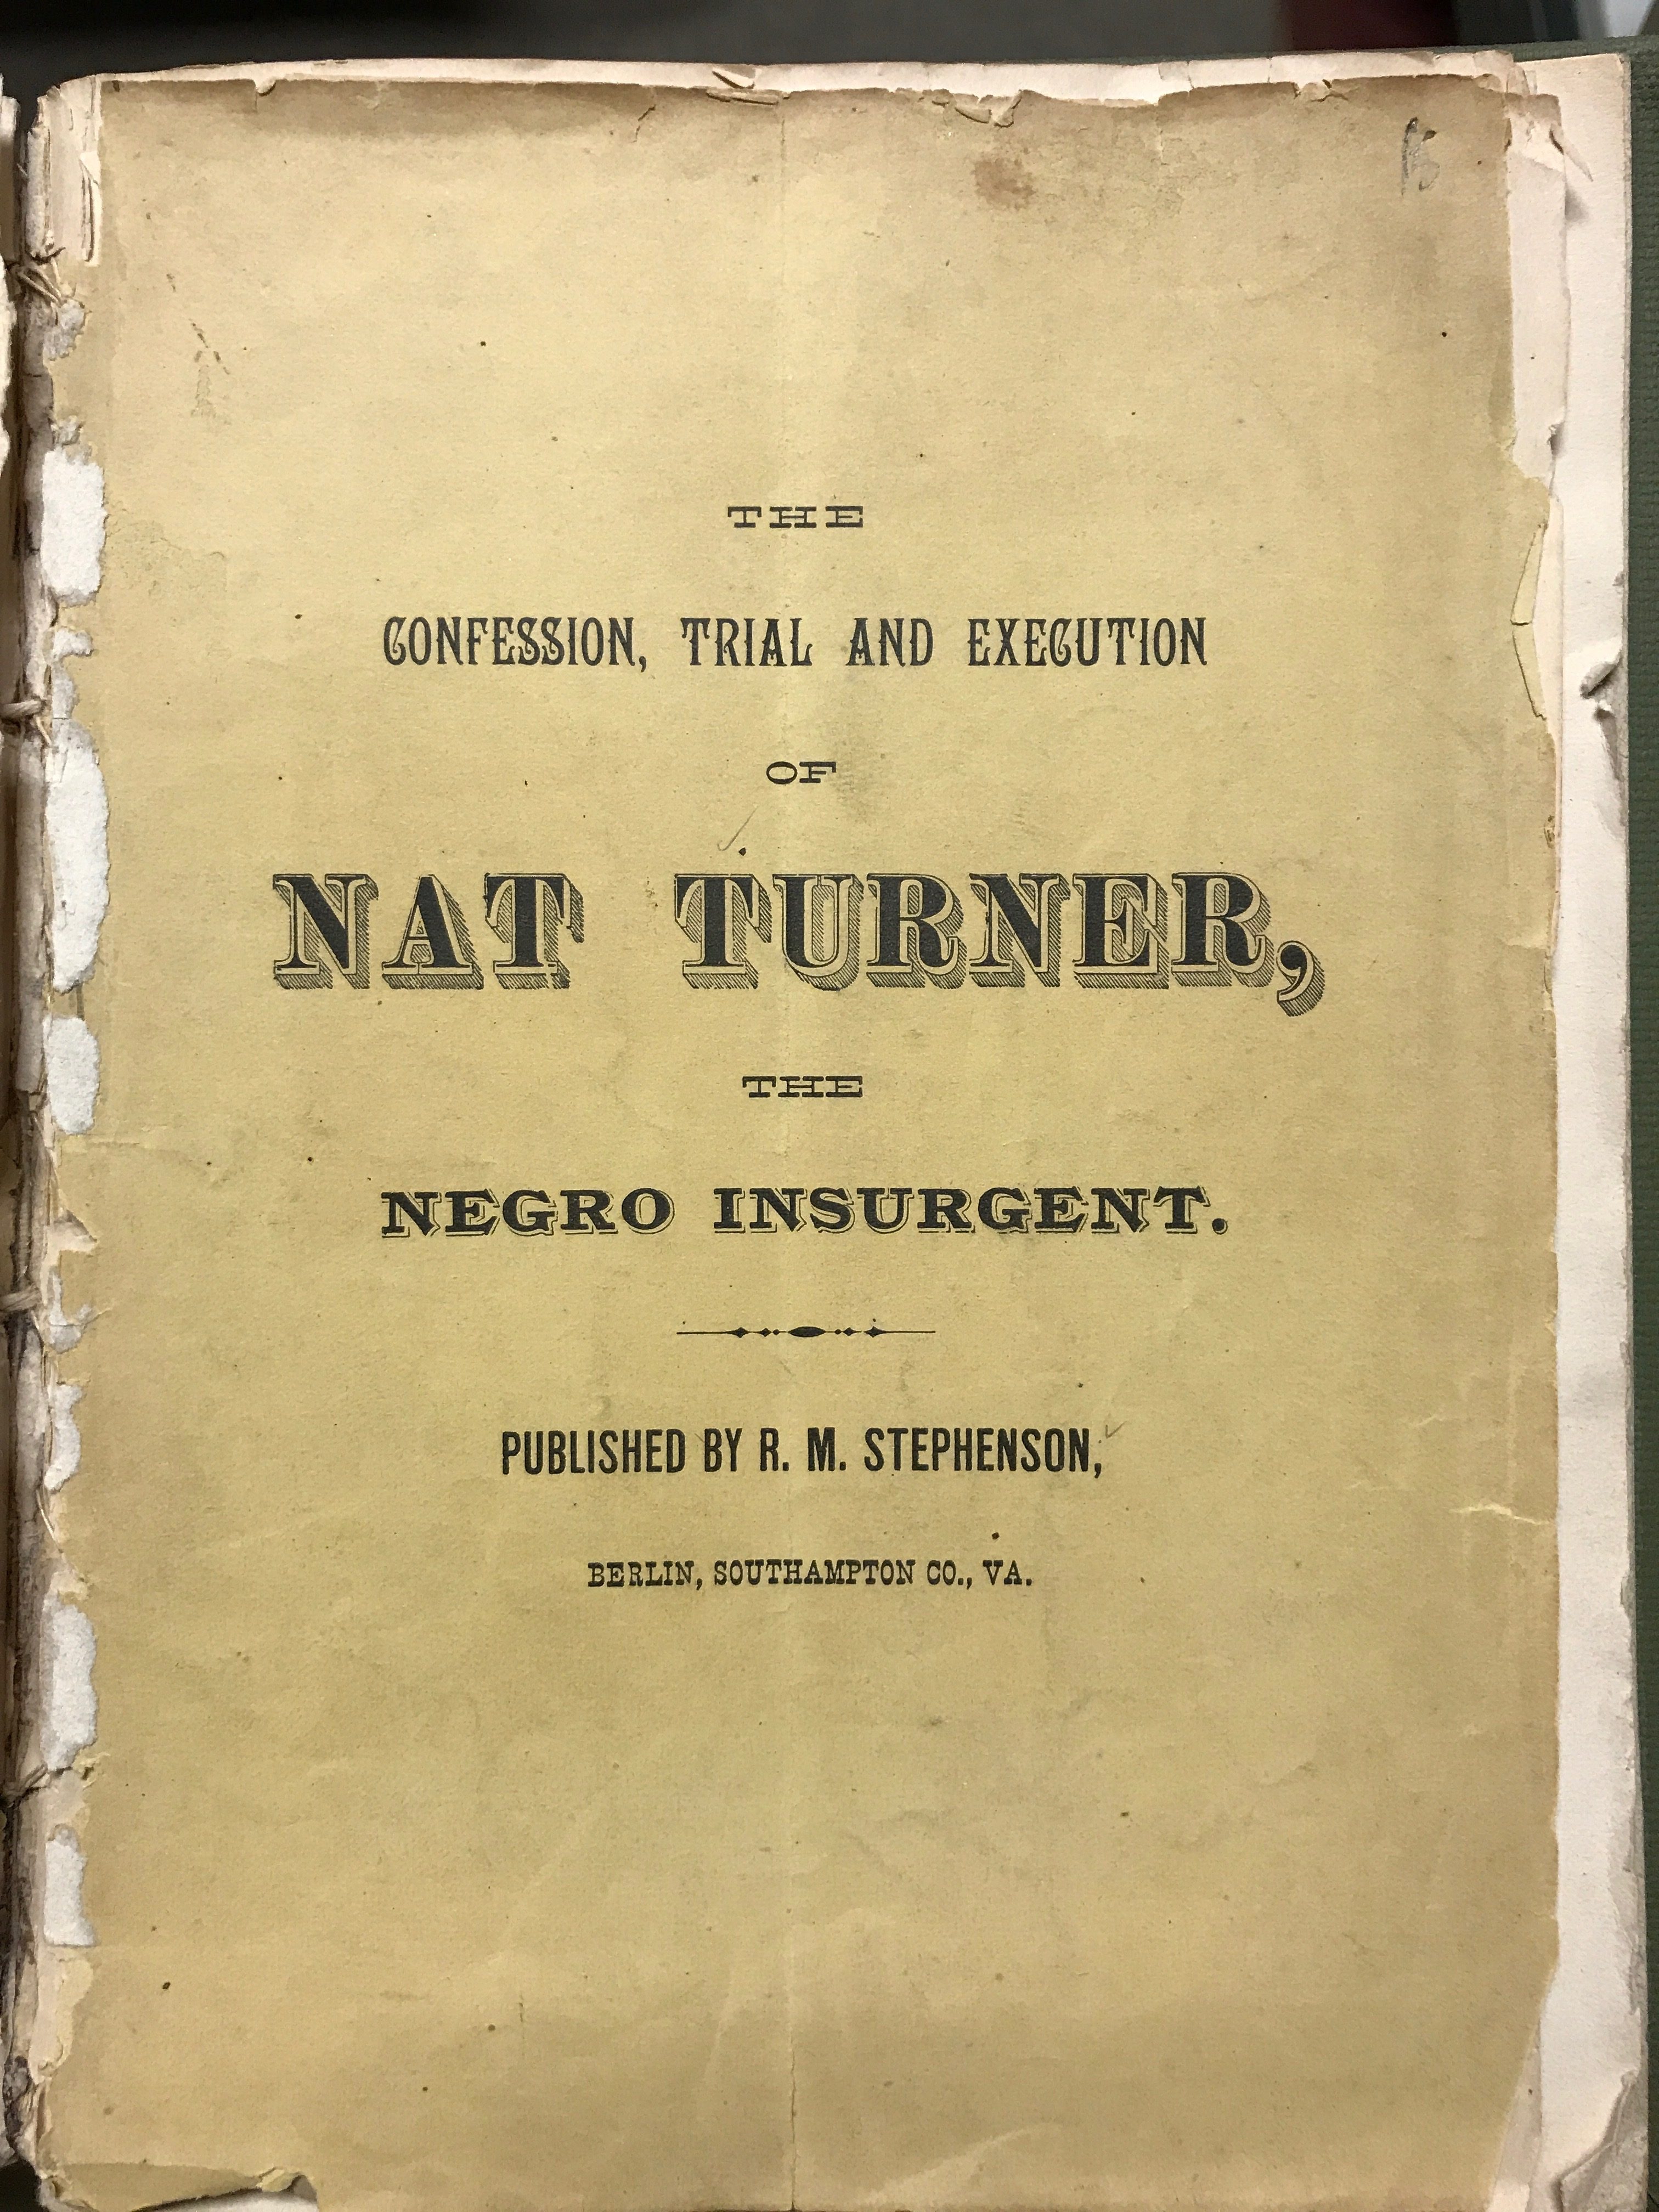 THE
CONFESSION, TRIAL AND EXECUTION
OF
NAT TURNER,
THE
NEGRO INSURGENT.
PUBLISHED BY R. M. STEPHENSON,
BERLIN, SOUTHAMPTON CO., VA.